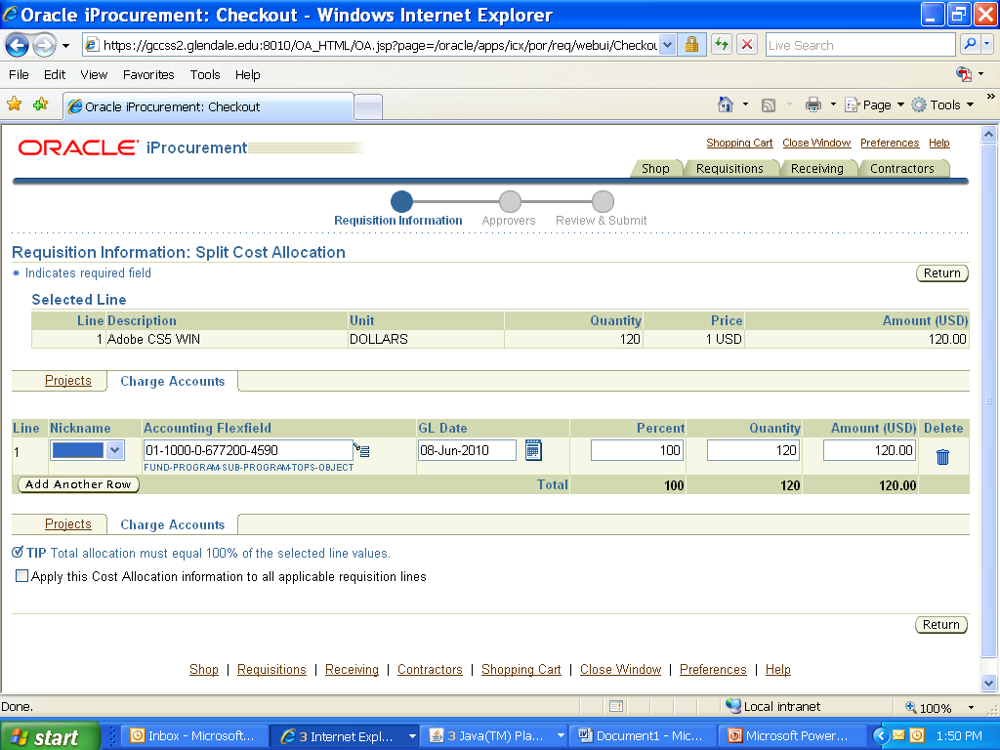 Oracle iProcurement: Checkout - Windows Internet Explorer
https://gccss2.glendale.edu:8010/OA_HTML/OA.jsp?page=/oracle/apps/icx/por/req/webui/Checkou
Live Search
File Edit View Favorites Tools Help
Oracle iProcurement: Checkout
Page Tools »
ORACLE iProcurement
Shopping Cart Close Window Preferences Help
Shop Requisitions Receiving Contractors
Requisition Information Approvers Review & Submit
Requisition Information: Split Cost Allocation
* Indicates required field
Return
Selected Line
Line Description Unit Quantity Price Amount (USD)
1 Adobe CS5 WIN DOLLARS 120 1 USD 120.00
Projects Charge Accounts
Line Nickname Accounting Flexfield GL Date Percent Quantity Amount (USD) Delete
1 01-1000-0-677200-4590 08-Jun-2010 100 120 120.00
FUND-PROGRAM-SUB-PROGRAM-TOPS-OBJECT
Add Another Row Total 100 120 120.00
Projects Charge Accounts
TIP Total allocation must equal 100% of the selected line values.
Apply this Cost Allocation information to all applicable requisition lines
Return
Shop | Requisitions | Receiving | Contractors | Shopping Cart | Close Window | Preferences | Help
Done. Local intranet 100%
start Inbox - Microsoft... 3 Internet Expl... 3 Java(TM) Pla... Document1 - Mic... Microsoft Power... 1:50 PM